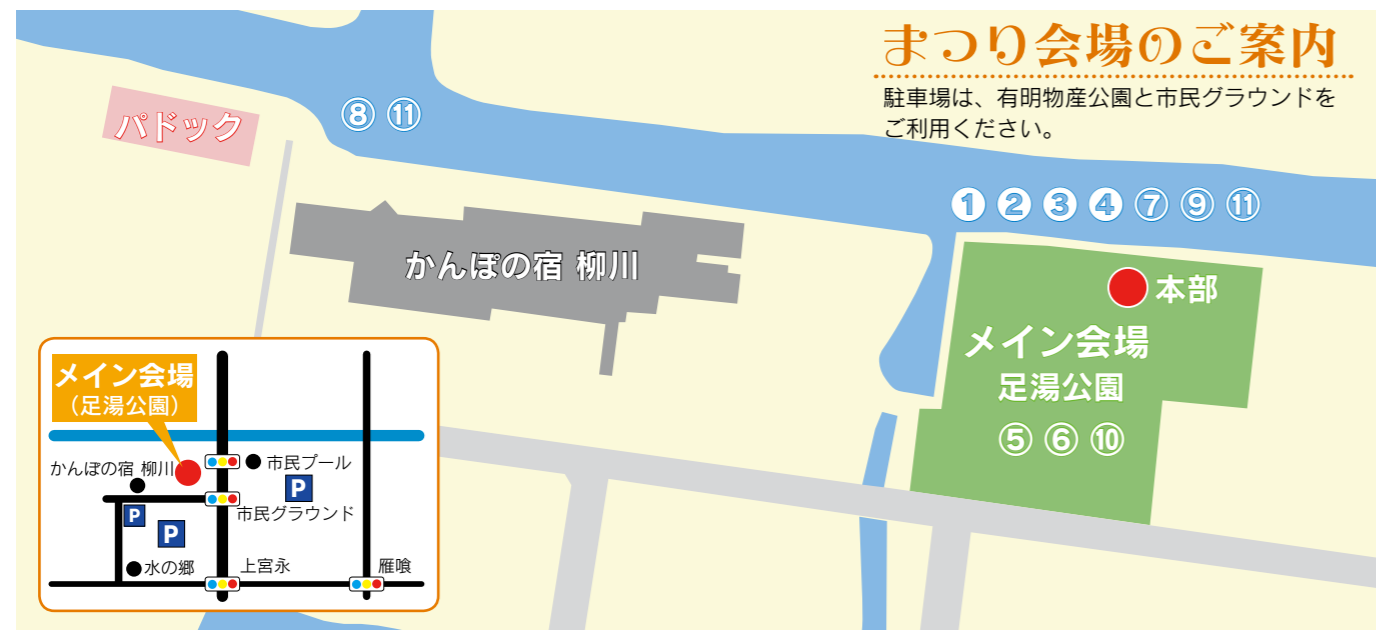 まつり会場のご案内
駐車場は、有明物産公園と市民グラウンドを
ご利用ください。
パドック
⑧ ⑪
① ② ③ ④ ⑦ ⑨ ⑪
かんぽの宿 柳川
本部
メイン会場
足湯公園
⑤ ⑥ ⑩
メイン会場
(足湯公園)
かんぽの宿 柳川
市民プール
P
市民グラウンド
P
P
水の郷
上宮永
雁喰